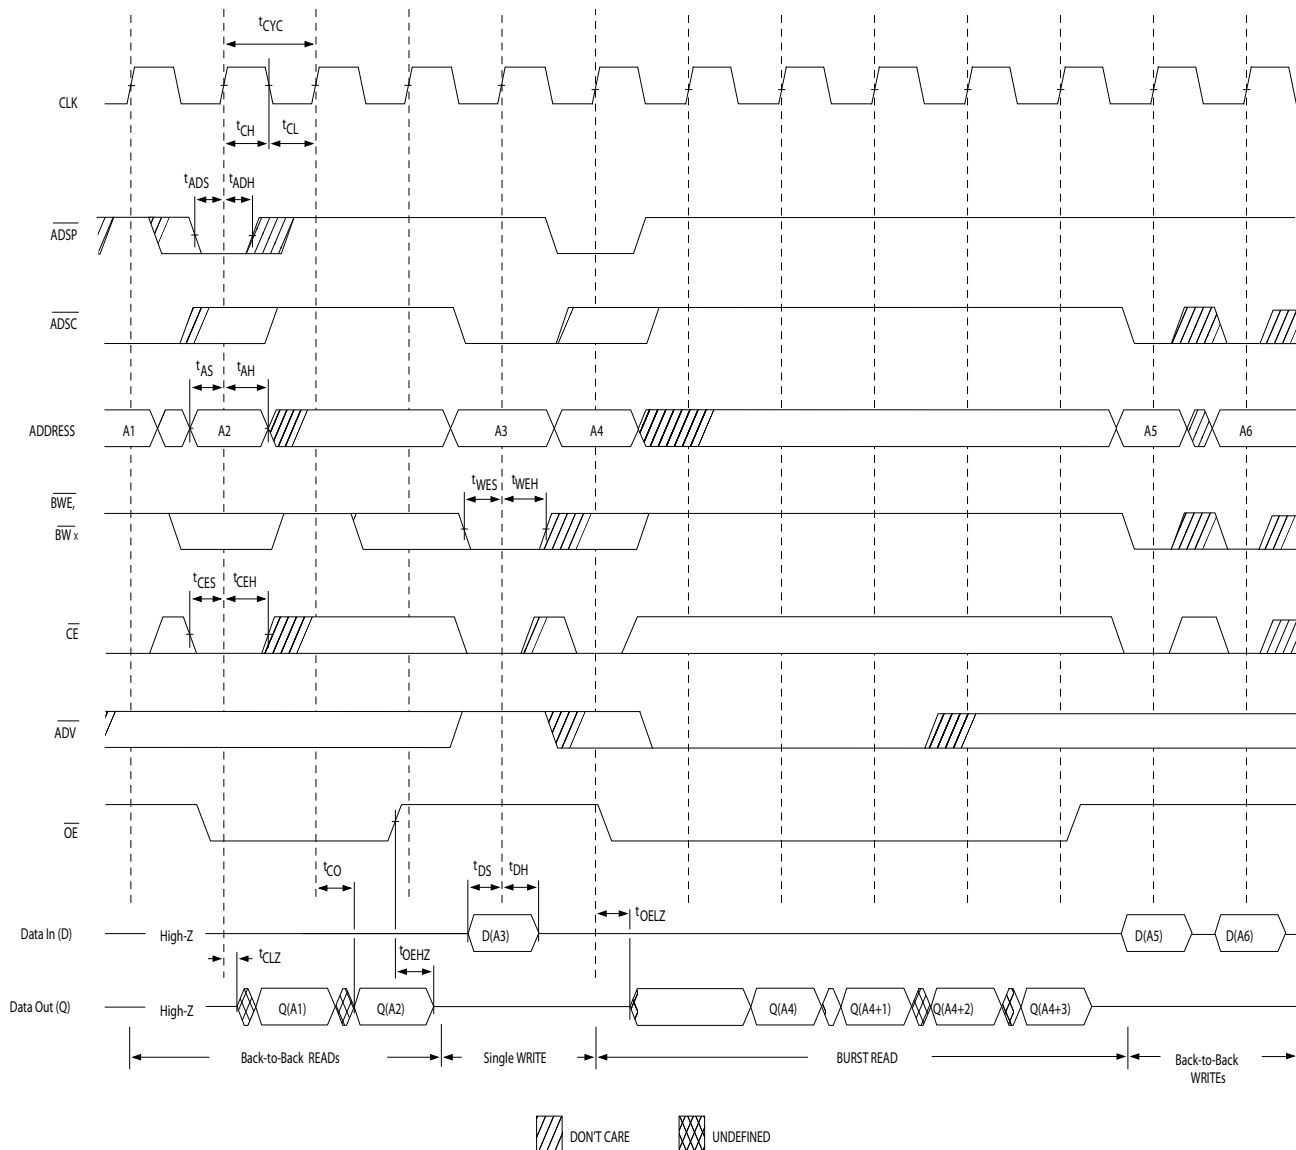 tCYC
CLK
tCH
tCL
tADS
tADH
ADSP
ADSC
tAS
tAH
ADDRESS
A1
A2
A3
A4
A5
A6
tWES
tWEH
BWE,
BW x
tCES
tCEH
CE
ADV
OE
tCO
tDS
tDH
tOELZ
Data In (D)
High-Z
D(A3)
D(A5)
D(A6)
tCLZ
tOEHZ
Data Out (Q)
High-Z
Q(A1)
Q(A2)
Q(A4)
Q(A4+1)
Q(A4+2)
Q(A4+3)
Back-to-Back READs
Single WRITE
BURST READ
Back-to-Back
WRITEs
DON'T CARE
UNDEFINED